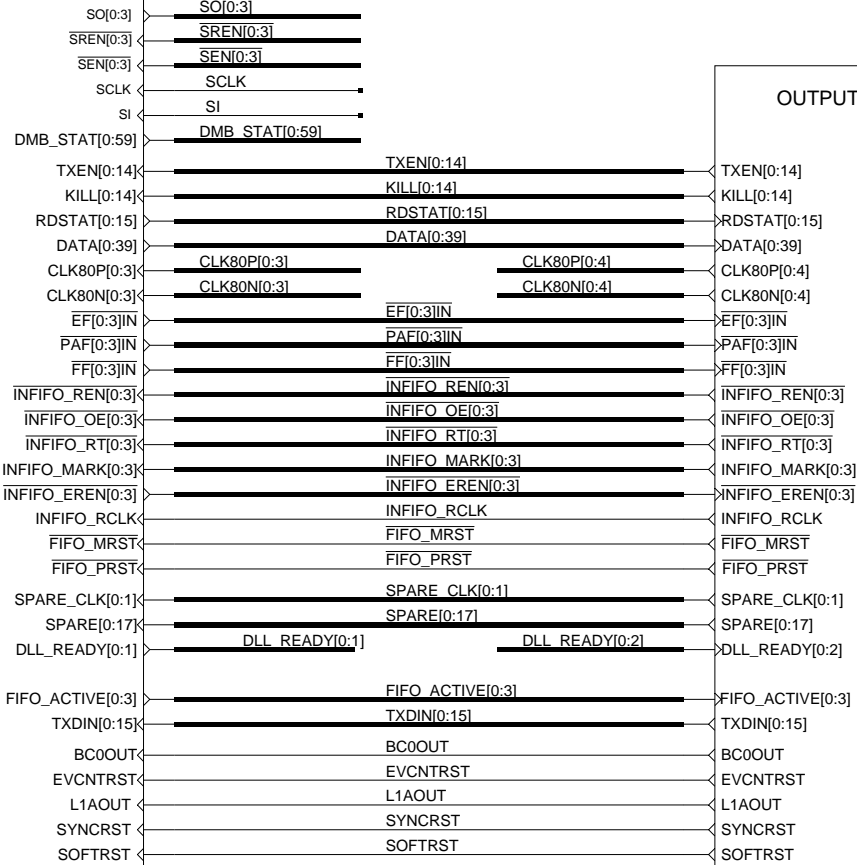 SO[0:3] SO[0:3]
SREN[0:3] SREN[0:3]
SEN[0:3] SEN[0:3]
SCLK SCLK
SI SI
OUTPUT
DMB_STAT[0:59] DMB_STAT[0:59]
TXEN[0:14] TXEN[0:14] TXEN[0:14]
KILL[0:14] KILL[0:14] KILL[0:14]
RDSTAT[0:15] RDSTAT[0:15] RDSTAT[0:15]
DATA[0:39] DATA[0:39] DATA[0:39]
CLK80P[0:3] CLK80P[0:3] CLK80P[0:4] CLK80P[0:4]
CLK80N[0:3] CLK80N[0:3] CLK80N[0:4] CLK80N[0:4]
EF[0:3]IN EF[0:3]IN EF[0:3]IN
PAF[0:3]IN PAF[0:3]IN PAF[0:3]IN
FF[0:3]IN FF[0:3]IN FF[0:3]IN
INFIFO_REN[0:3] INFIFO_REN[0:3] INFIFO_REN[0:3]
INFIFO_OE[0:3] INFIFO_OE[0:3] INFIFO_OE[0:3]
INFIFO_RT[0:3] INFIFO_RT[0:3] INFIFO_RT[0:3]
INFIFO_MARK[0:3] INFIFO_MARK[0:3] INFIFO_MARK[0:3]
INFIFO_EREN[0:3] INFIFO_EREN[0:3] INFIFO_EREN[0:3]
INFIFO_RCLK INFIFO_RCLK INFIFO_RCLK
FIFO_MRST FIFO_MRST FIFO_MRST
FIFO_PRST FIFO_PRST FIFO_PRST
SPARE_CLK[0:1] SPARE_CLK[0:1] SPARE_CLK[0:1]
SPARE[0:17] SPARE[0:17] SPARE[0:17]
DLL_READY[0:1] DLL_READY[0:1] DLL_READY[0:2] DLL_READY[0:2]
FIFO_ACTIVE[0:3] FIFO_ACTIVE[0:3] FIFO_ACTIVE[0:3]
TXDIN[0:15] TXDIN[0:15] TXDIN[0:15]
BC0OUT BC0OUT BC0OUT
EVCNTRST EVCNTRST EVCNTRST
L1AOUT L1AOUT L1AOUT
SYNCRST SYNCRST SYNCRST
SOFTRST SOFTRST SOFTRST